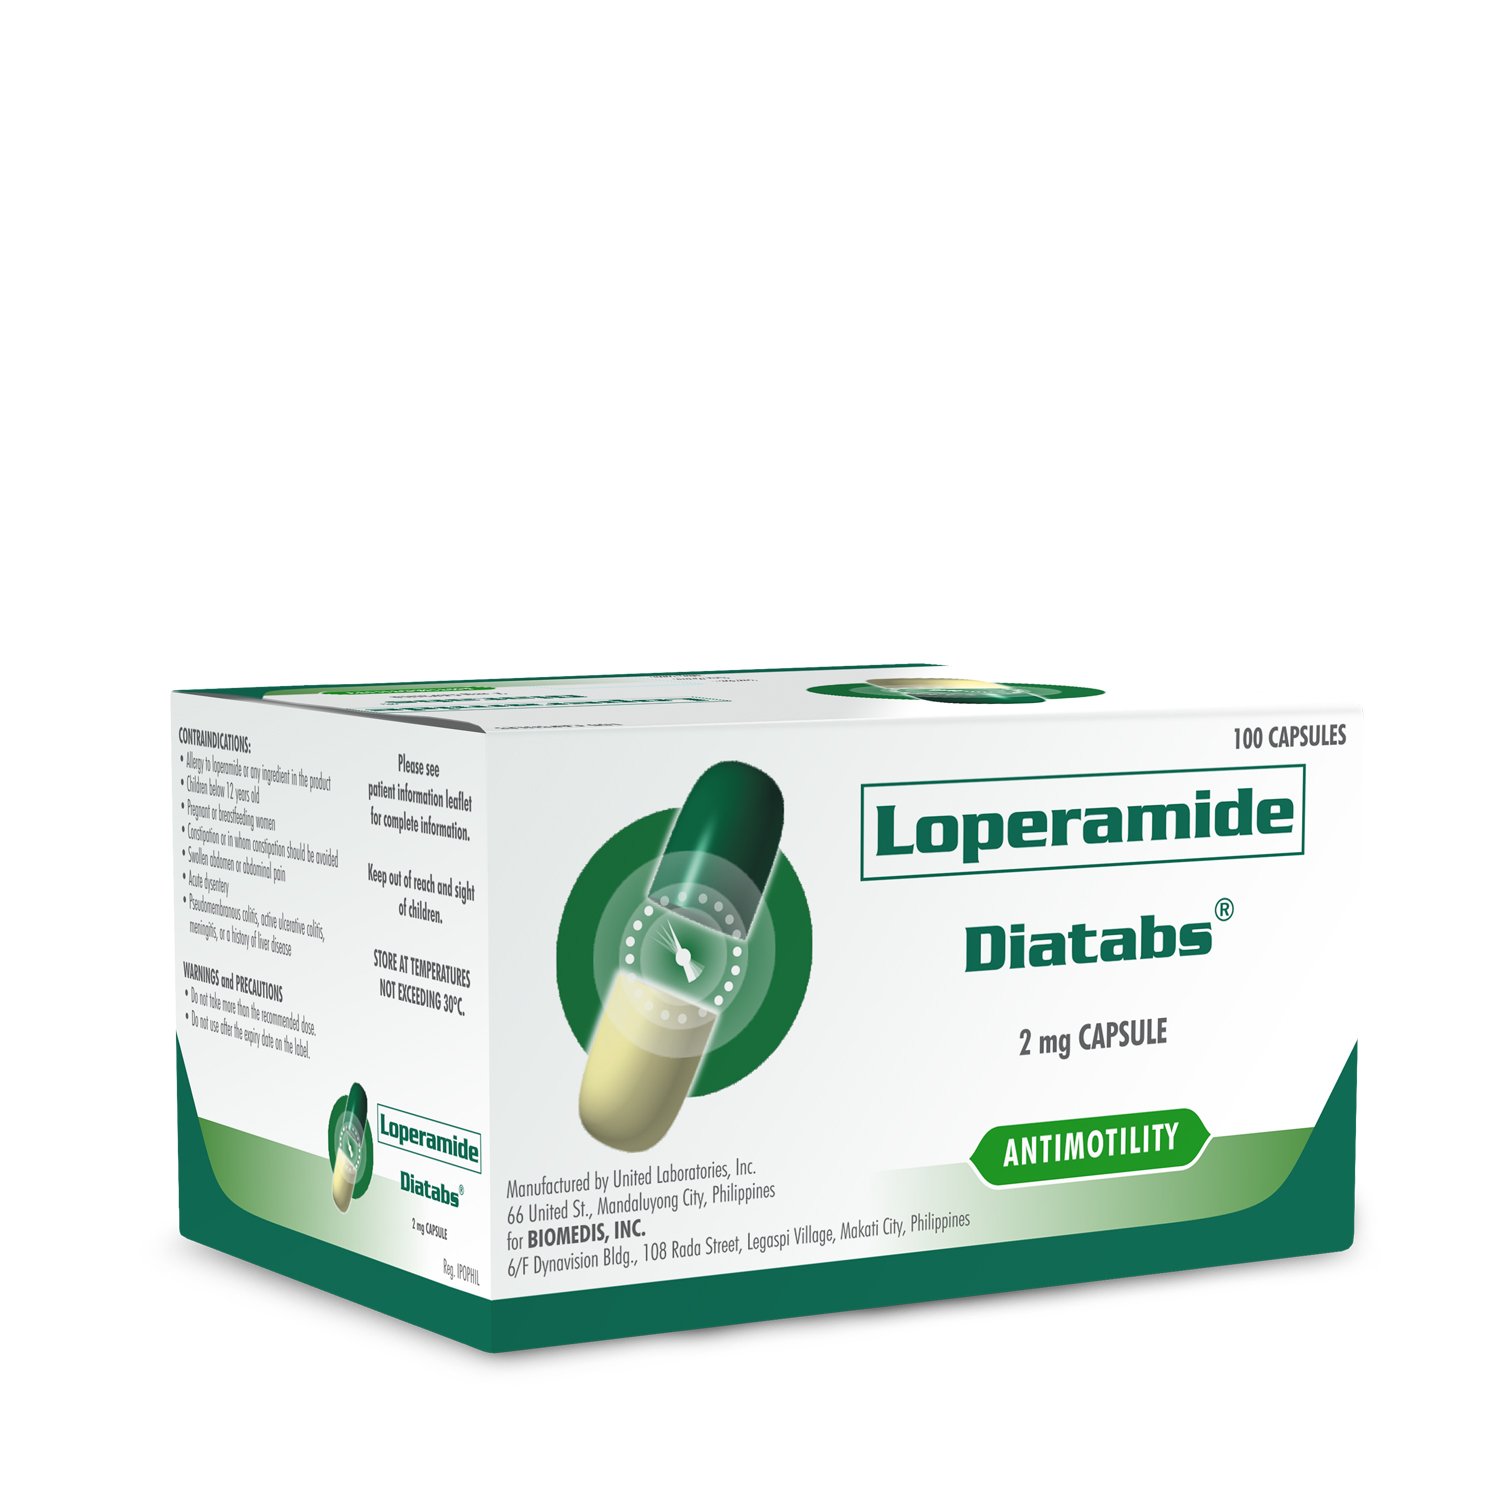 CONTRAINDICATIONS:
• Allergy to loperamide or any ingredient in the product
• Children below 12 years old
• Pregnant or breastfeeding women
• Constipation or in whom constipation should be avoided
• Swollen abdomen or abdominal pain
• Acute dysentery
• Pseudomembranous colitis, active ulcerative colitis,
meningitis, or a history of liver disease
WARNINGS and PRECAUTIONS
• Do not take more than the recommended dose.
• Do not use after the expiry date on the label.
Please see
patient information leaflet
for complete information.
Keep out of reach and sight
of children.
STORE AT TEMPERATURES
NOT EXCEEDING 30°C.
Loperamide
Diatabs®
2 mg CAPSULE
Reg. IPOPHIL
Loperamide
Diatabs
100 CAPSULES
Loperamide
Diatabs®
2 mg CAPSULE
ANTIMOTILITY
Manufactured by United Laboratories, Inc.
66 United St., Mandaluyong City, Philippines
for BIOMEDIS, INC.
6/F Dynavision Bldg., 108 Rada Street, Legaspi Village, Makati City, Philippines